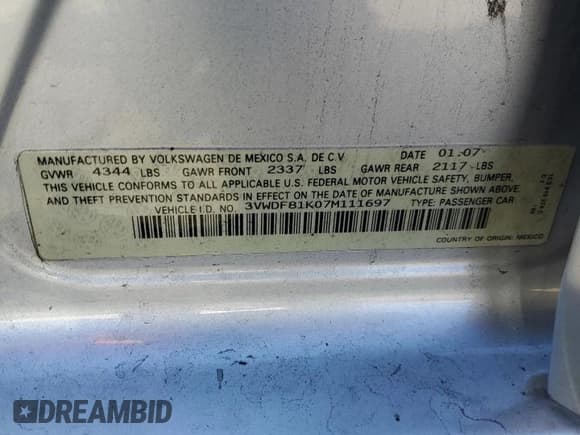 MANUFACTURED BY VOLKSWAGEN DE MEXICO S.A. DE C.V DATE 01.07
GVWR 4344 LBS GAWR FRONT 2337 LBS GAWR REAR 2117 LBS
THIS VEHICLE CONFORMS TO ALL APPLICABLE U.S. FEDERAL MOTOR VEHICLE SAFETY, BUMPER,
AND THEFT PREVENTION STANDARDS IN EFFECT ON THE DATE OF MANUFACTURE SHOWN ABOVE.
VEHICLE I.D. NO. 3VWDF81K07M111697 TYPE: PASSENGER CAR
COUNTRY OF ORIGIN: MEXICO
DREAMBID